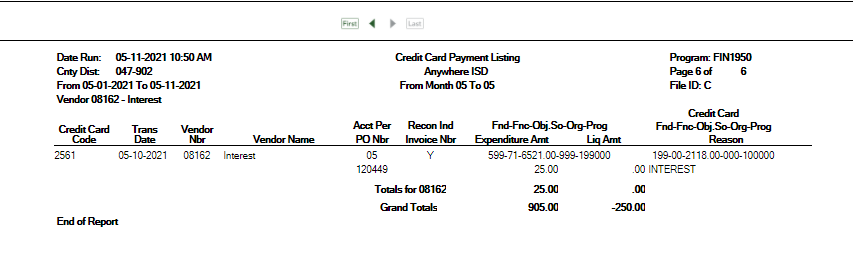 First Last
Date Run: 05-11-2021 10:50 AM Credit Card Payment Listing Program: FIN1950
Cnty Dist: 047-902 Anywhere ISD Page 6 of 6
From 05-01-2021 To 05-11-2021 From Month 05 To 05 File ID: C
Vendor 08162 - Interest
Credit Card
Credit Card Trans Vendor Acct Per Recon Ind Fnd-Fnc-Obj.So-Org-Prog Fnd-Fnc-Obj.So-Org-Prog
Code Date Nbr Vendor Name PO Nbr Invoice Nbr Expenditure Amt Liq Amt Reason
2561 05-10-2021 08162 Interest 05 Y 599-71-6521.00-999-199000 199-00-2118.00-000-100000
120449 25.00 .00 INTEREST
Totals for 08162 25.00 .00
Grand Totals 905.00 -250.00
End of Report